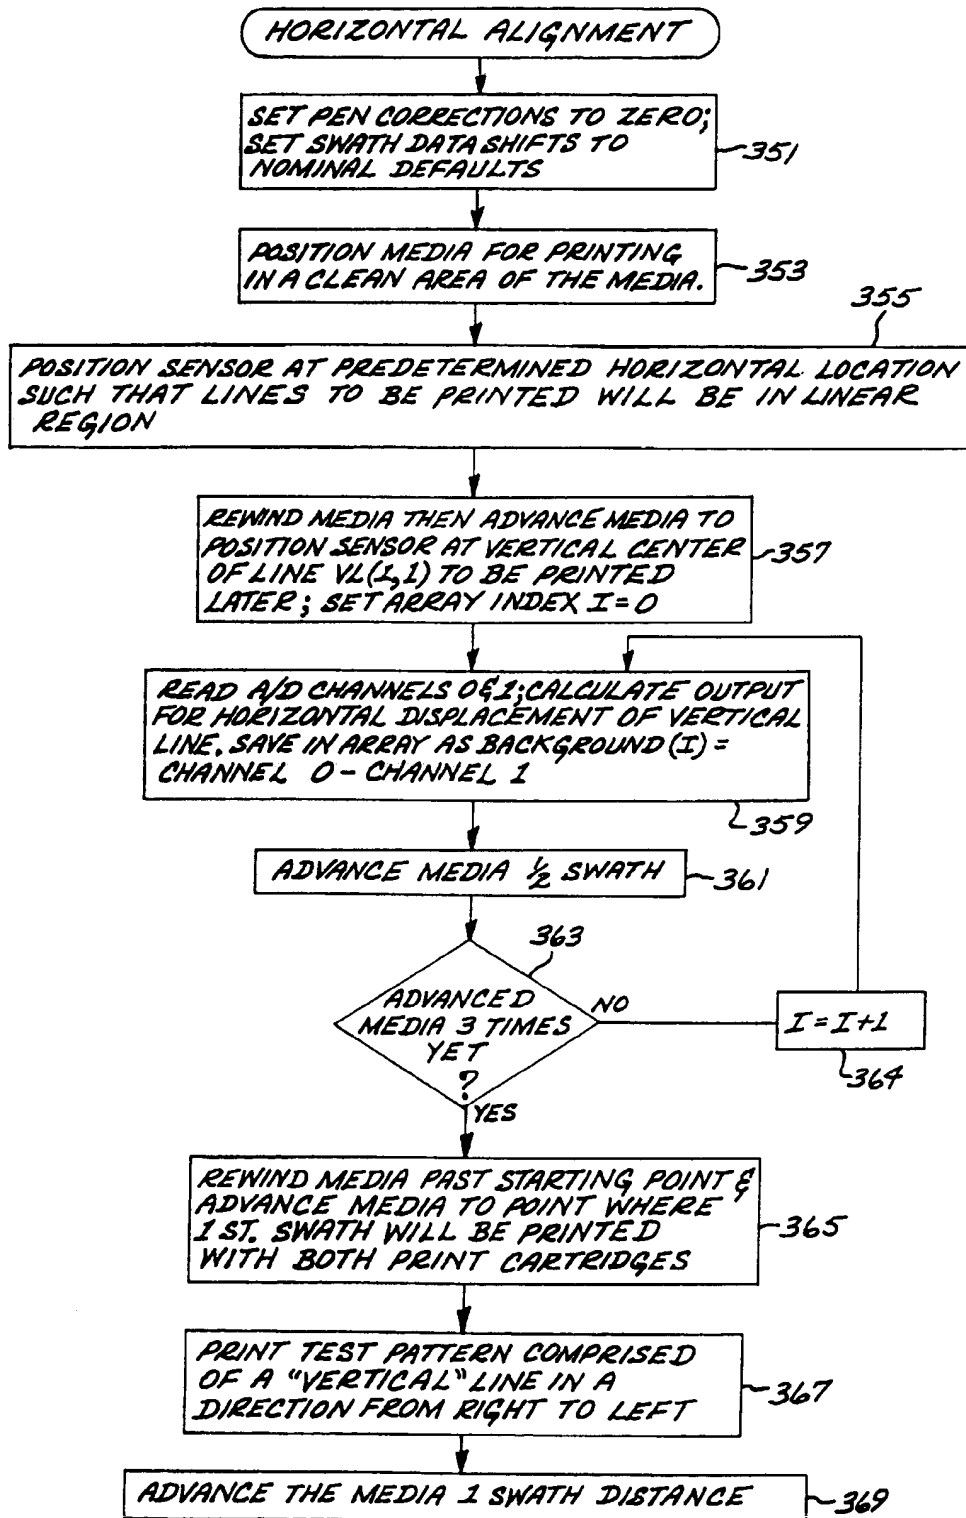 HORIZONTAL ALIGNMENT
SET PEN CORRECTIONS TO ZERO;
SET SWATH DATA SHIFTS TO
NOMINAL DEFAULTS
351
POSITION MEDIA FOR PRINTING
IN A CLEAN AREA OF THE MEDIA.
353
355
POSITION SENSOR AT PREDETERMINED HORIZONTAL LOCATION
SUCH THAT LINES TO BE PRINTED WILL BE IN LINEAR
REGION
REWIND MEDIA THEN ADVANCE MEDIA TO
POSITION SENSOR AT VERTICAL CENTER
OF LINE VL(1,1) TO BE PRINTED
LATER; SET ARRAY INDEX I=0
357
READ A/D CHANNELS 0&1; CALCULATE OUTPUT
FOR HORIZONTAL DISPLACEMENT OF VERTICAL
LINE. SAVE IN ARRAY AS BACKGROUND (I) =
CHANNEL 0 - CHANNEL 1
359
ADVANCE MEDIA 1/2 SWATH
361
363
ADVANCED
MEDIA 3 TIMES
YET
?
NO
I=I+1
364
YES
REWIND MEDIA PAST STARTING POINT &
ADVANCE MEDIA TO POINT WHERE
1 ST. SWATH WILL BE PRINTED
WITH BOTH PRINT CARTRIDGES
365
PRINT TEST PATTERN COMPRISED
OF A "VERTICAL" LINE IN A
DIRECTION FROM RIGHT TO LEFT
367
ADVANCE THE MEDIA 1 SWATH DISTANCE
369